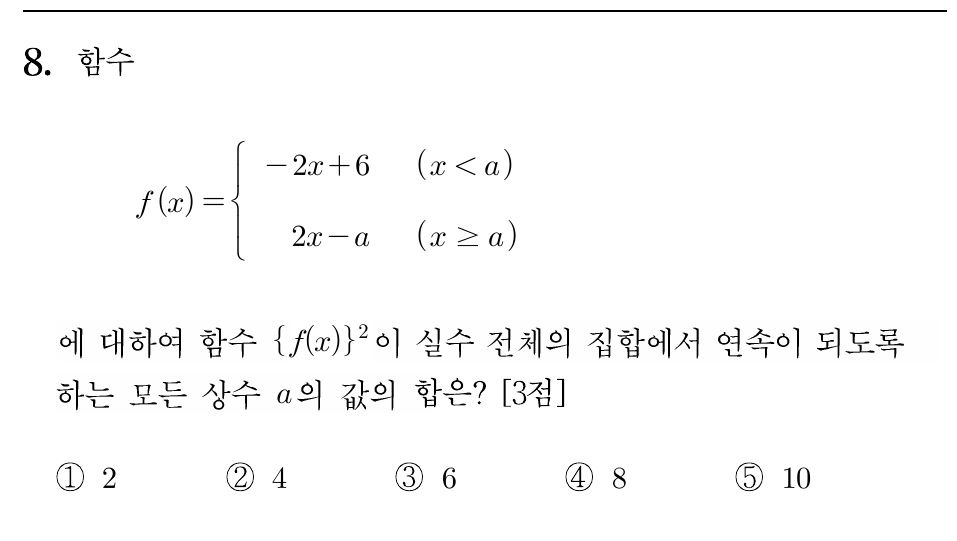 8. 함수
f(x) = { −2x+6 (x < a)
2x−a (x ≥ a)
에 대하여 함수 {f(x)}²이 실수 전체의 집합에서 연속이 되도록
하는 모든 상수 a의 값의 합은? [3점]
① 2 ② 4 ③ 6 ④ 8 ⑤ 10